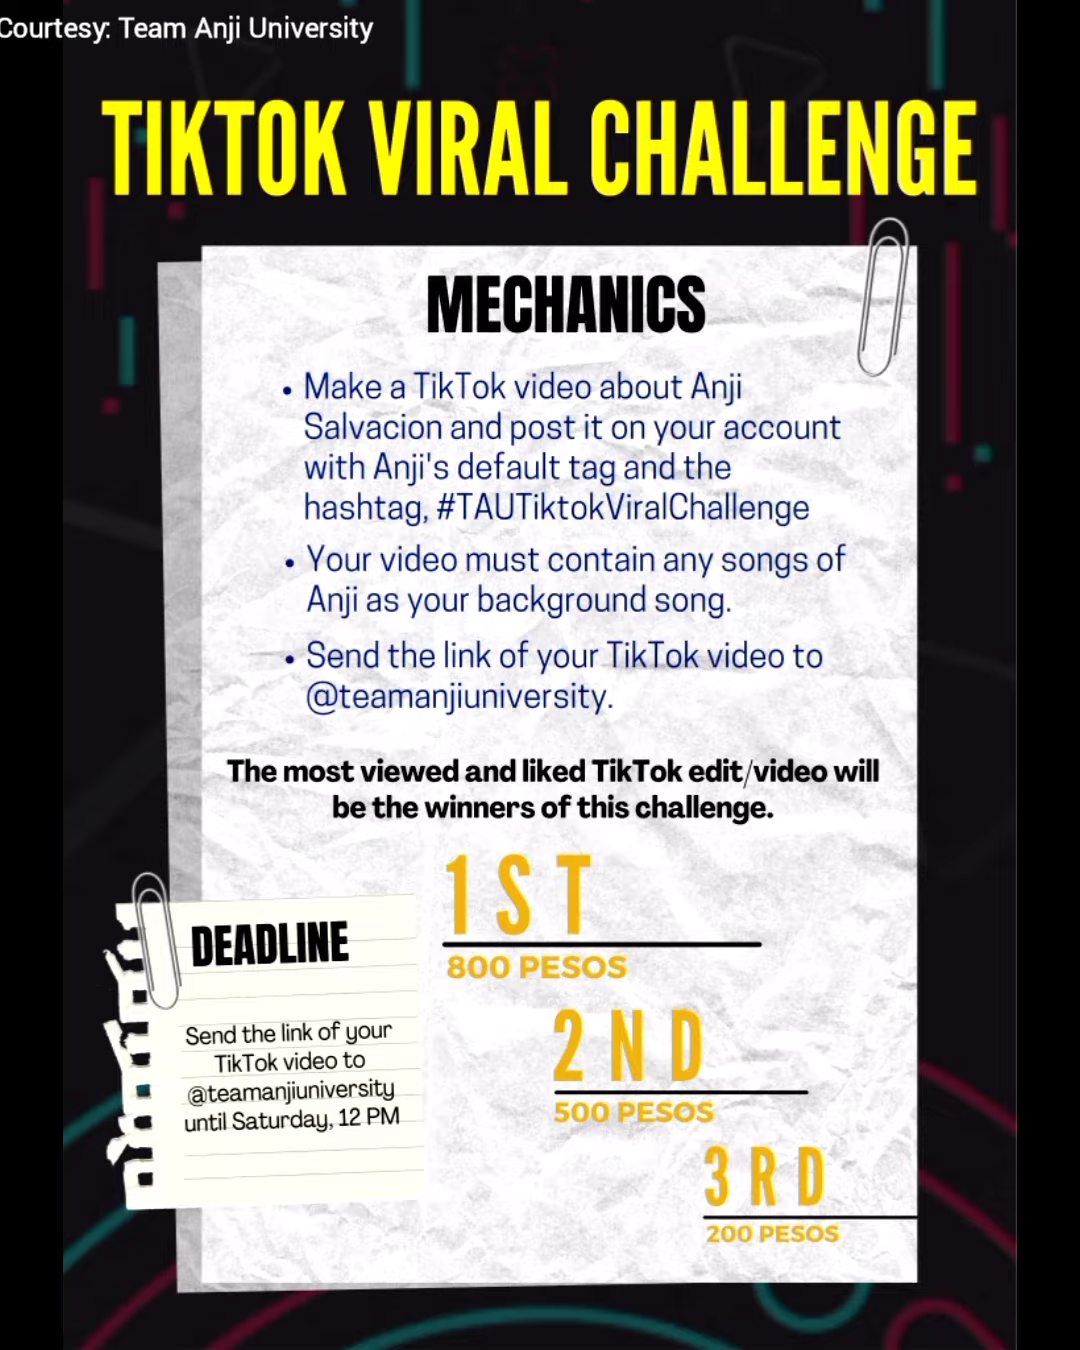 Courtesy: Team Anji University
TIKTOK VIRAL CHALLENGE
MECHANICS
• Make a TikTok video about Anji
Salvacion and post it on your account
with Anji's default tag and the
hashtag, #TAUTiktokViralChallenge
• Your video must contain any songs of
Anji as your background song.
• Send the link of your TikTok video to
@teamanjiuniversity.
The most viewed and liked TikTok edit/video will
be the winners of this challenge.
1ST
800 PESOS
2ND
500 PESOS
3RD
200 PESOS
DEADLINE
Send the link of your
TikTok video to
@teamanjiuniversity
until Saturday, 12 PM